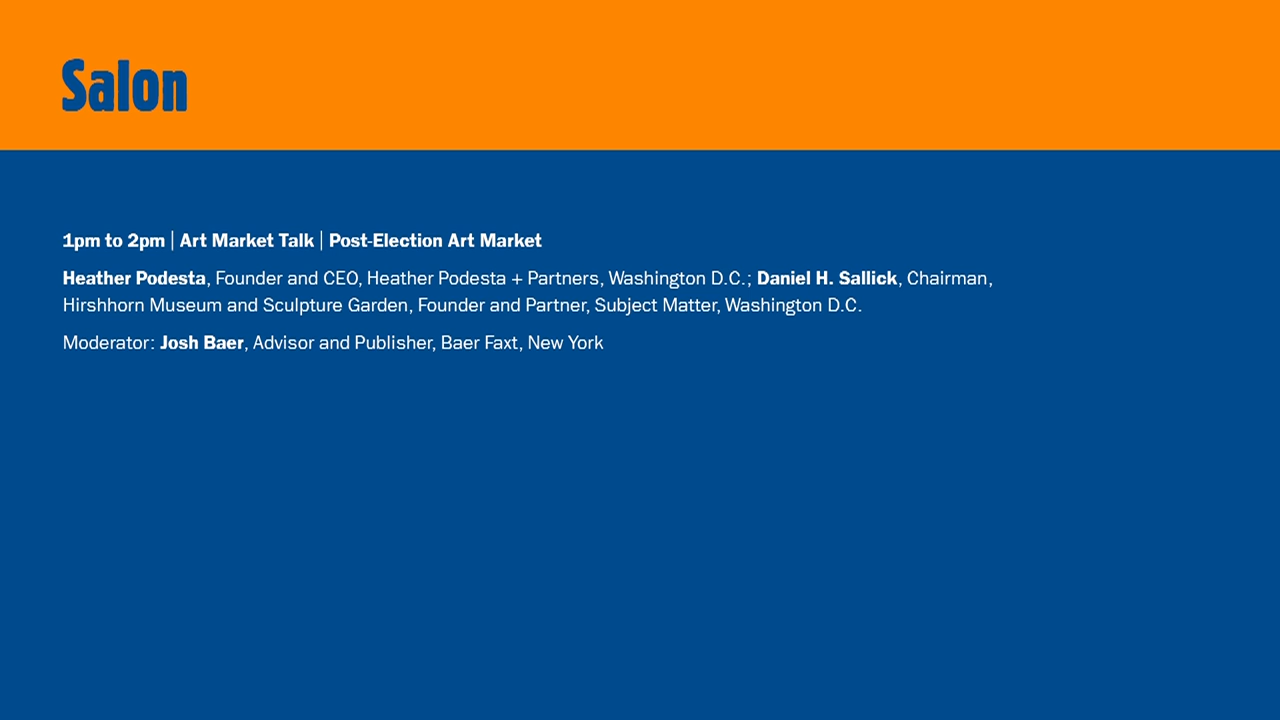 Salon
1pm to 2pm | Art Market Talk | Post-Election Art Market
Heather Podesta, Founder and CEO, Heather Podesta + Partners, Washington D.C.; Daniel H. Sallick, Chairman,
Hirshhorn Museum and Sculpture Garden, Founder and Partner, Subject Matter, Washington D.C.
Moderator: Josh Baer, Advisor and Publisher, Baer Faxt, New York